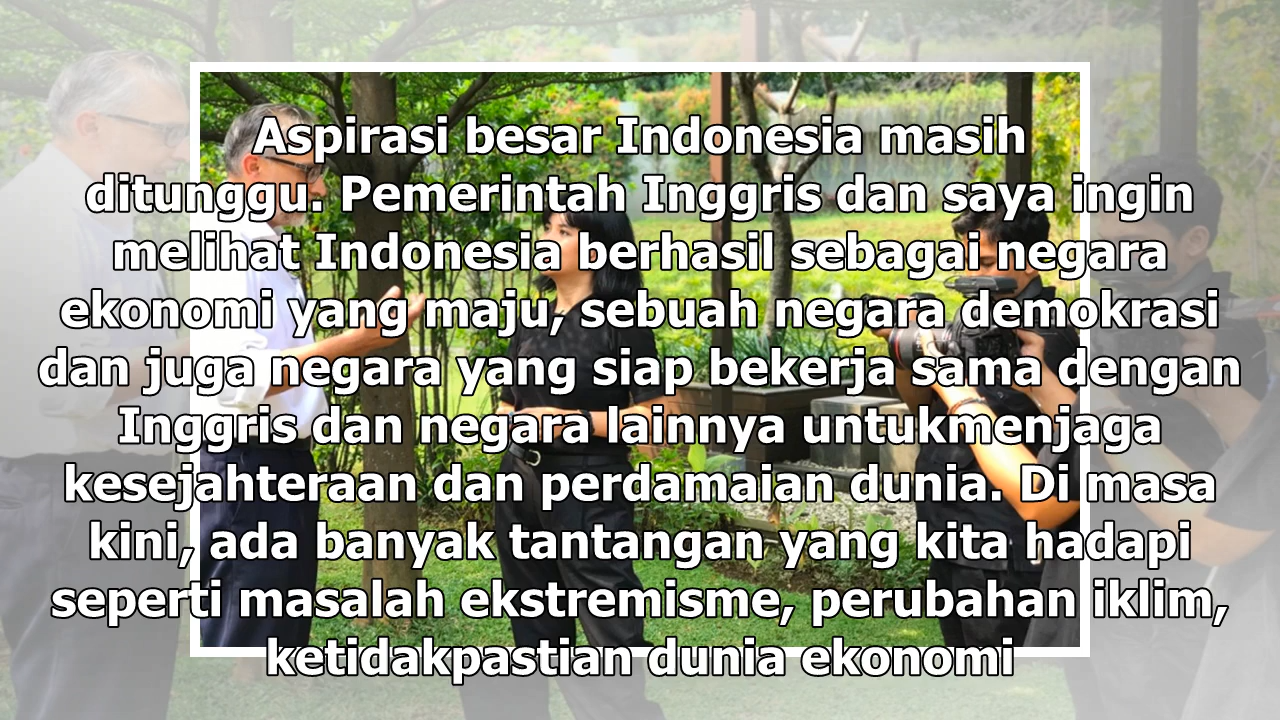 Aspirasi besar Indonesia masih
ditunggu. Pemerintah Inggris dan saya ingin
melihat Indonesia berhasil sebagai negara
ekonomi yang maju, sebuah negara demokrasi
dan juga negara yang siap bekerja sama dengan
Inggris dan negara lainnya untukmenjaga
kesejahteraan dan perdamaian dunia. Di masa
kini, ada banyak tantangan yang kita hadapi
seperti masalah ekstremisme, perubahan iklim,
ketidakpastian dunia ekonomi